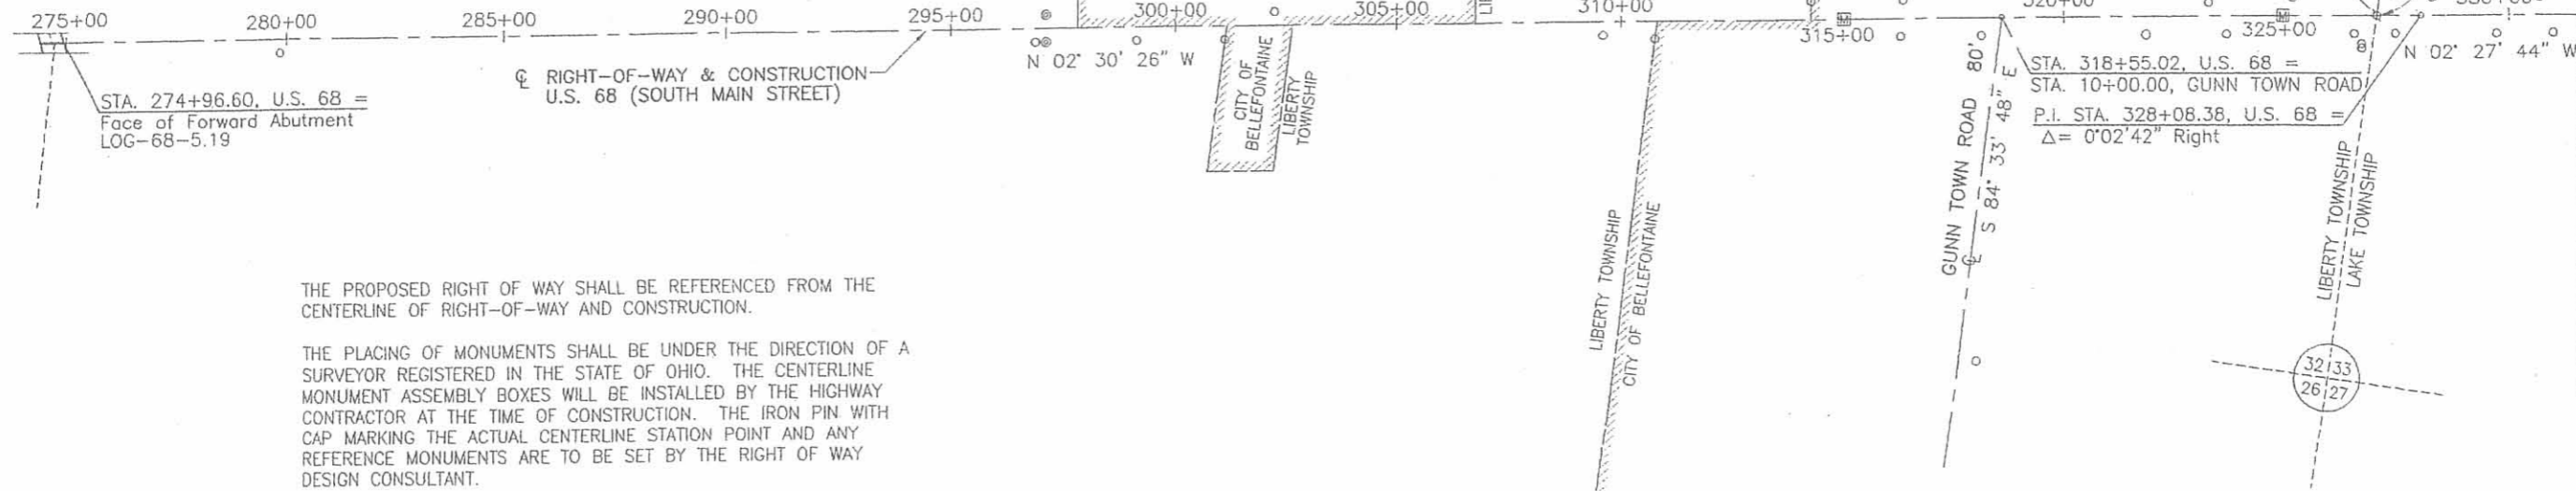 275+00
280+00
285+00
290+00
295+00
300+00
305+00
310+00
315+00
320+00
325+00
STA. 274+96.60, U.S. 68 =
Face of Forward Abutment
LOG-68-5.19
℄ RIGHT-OF-WAY & CONSTRUCTION
U.S. 68 (SOUTH MAIN STREET)
N 02° 30' 26" W
CITY OF
BELLEFONTAINE
LIBERTY
TOWNSHIP
LIBERTY TOWNSHIP
CITY OF BELLEFONTAINE
GUNN TOWN ROAD 80'
℄ S 84° 33' 48" E
STA. 318+55.02, U.S. 68 =
STA. 10+00.00, GUNN TOWN ROAD
P.I. STA. 328+08.38, U.S. 68 =
Δ= 0°02'42" Right
N 02° 27' 44" W
LIBERTY TOWNSHIP
LAKE TOWNSHIP
32 33
26 27
M
M
THE PROPOSED RIGHT OF WAY SHALL BE REFERENCED FROM THE
CENTERLINE OF RIGHT-OF-WAY AND CONSTRUCTION.
THE PLACING OF MONUMENTS SHALL BE UNDER THE DIRECTION OF A
SURVEYOR REGISTERED IN THE STATE OF OHIO. THE CENTERLINE
MONUMENT ASSEMBLY BOXES WILL BE INSTALLED BY THE HIGHWAY
CONTRACTOR AT THE TIME OF CONSTRUCTION. THE IRON PIN WITH
CAP MARKING THE ACTUAL CENTERLINE STATION POINT AND ANY
REFERENCE MONUMENTS ARE TO BE SET BY THE RIGHT OF WAY
DESIGN CONSULTANT.